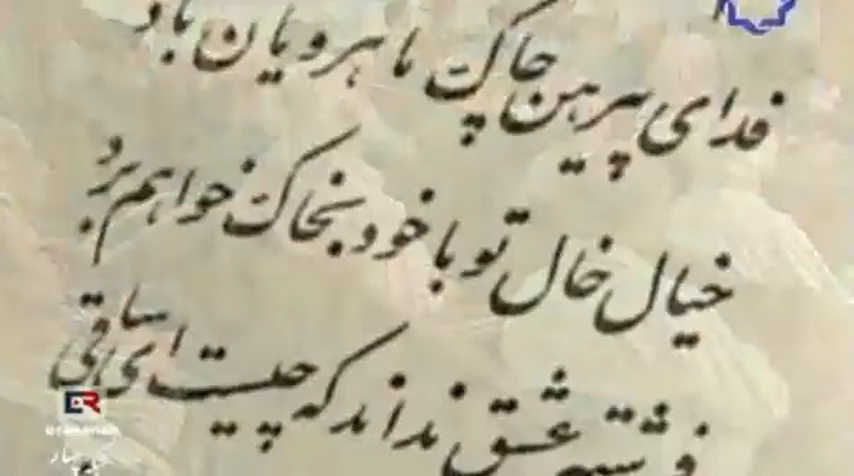 فدای پیرهن چاک ماهرویان باد
خیال خال تو با خود بخاک خواهم برد
فرشته عشق نداند که چیست ای ساقی